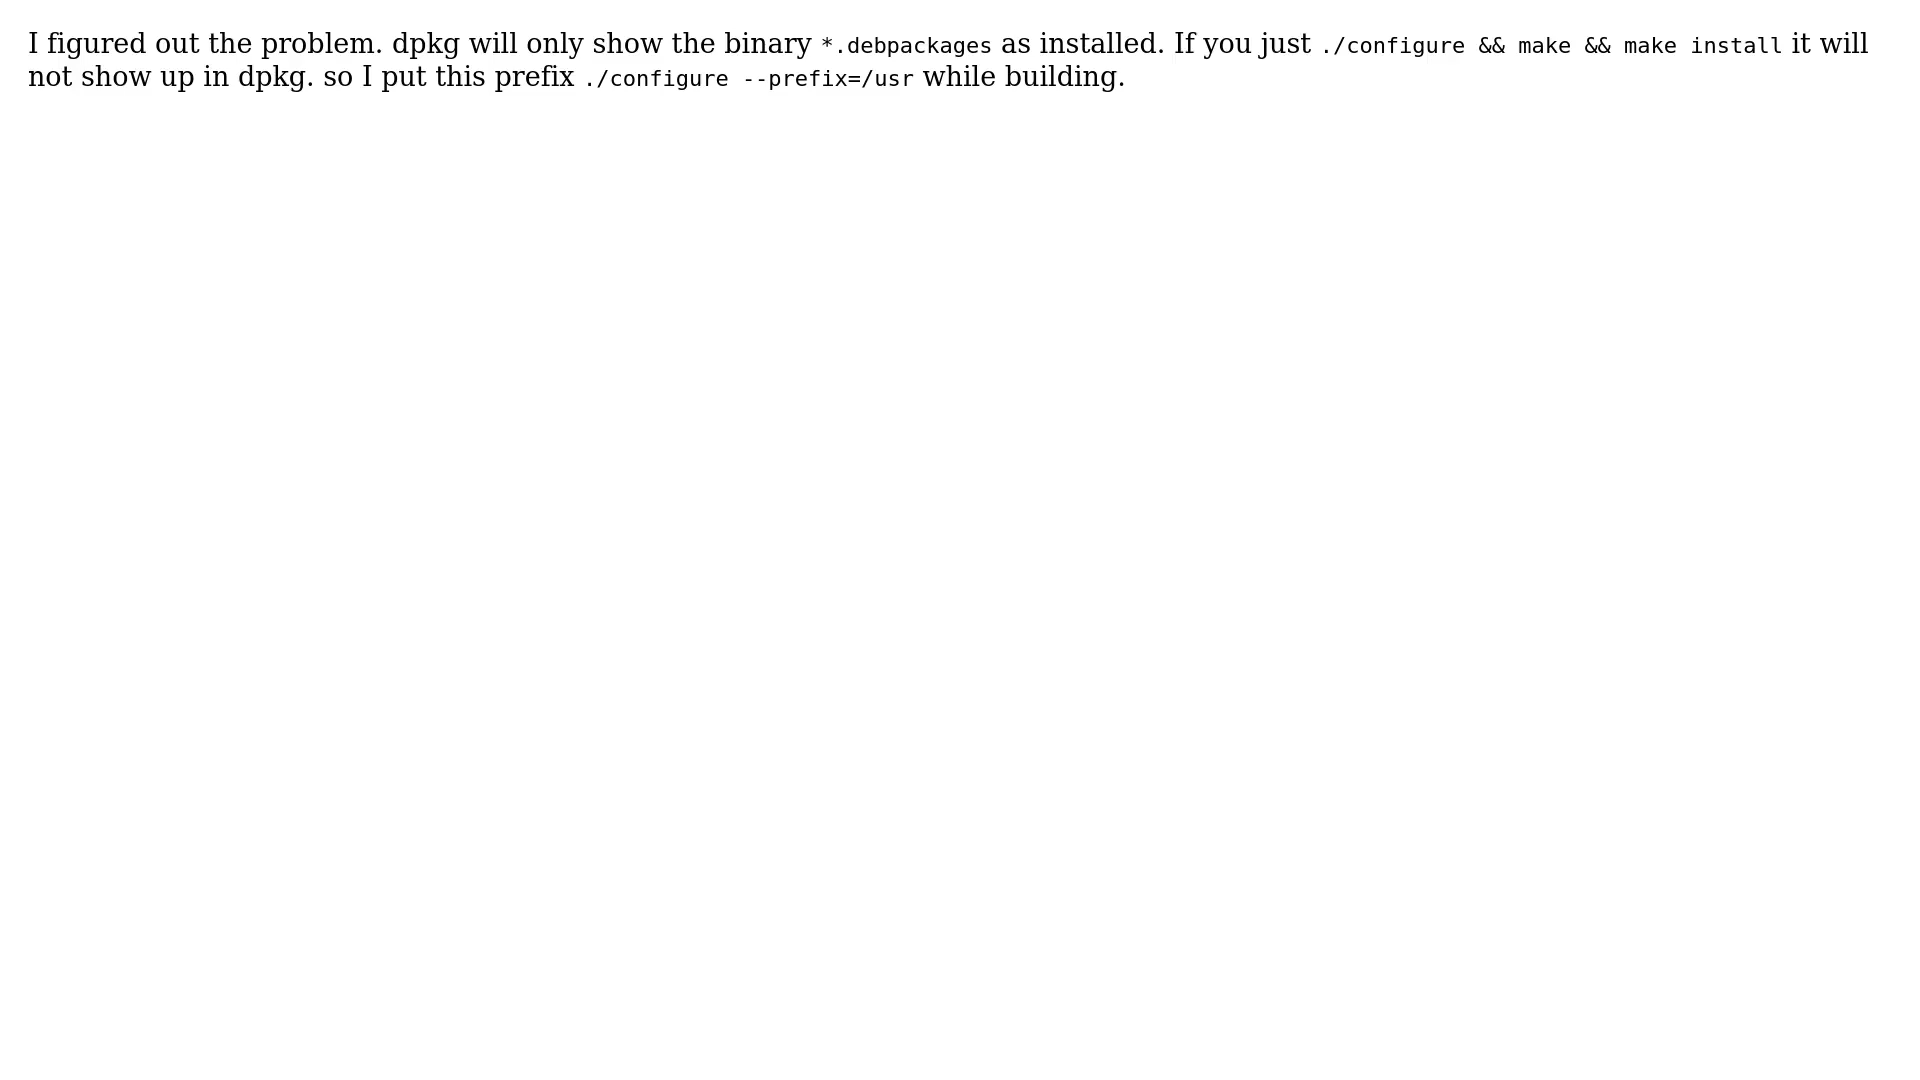 I figured out the problem. dpkg will only show the binary *.debpackages as installed. If you just ./configure && make && make install it will
not show up in dpkg. so I put this prefix ./configure --prefix=/usr while building.